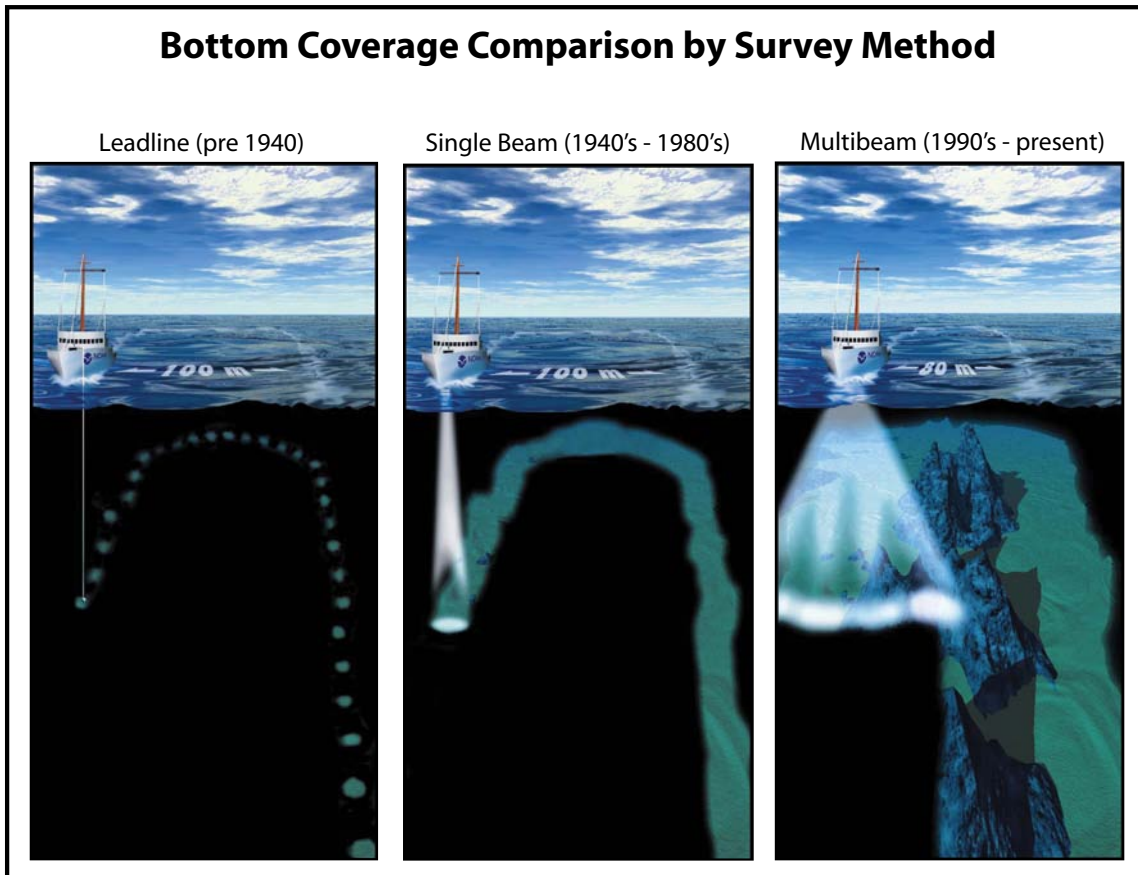 Bottom Coverage Comparison by Survey Method
Leadline (pre 1940)
Single Beam (1940's - 1980's)
Multibeam (1990's - present)
100 m
100 m
80 m